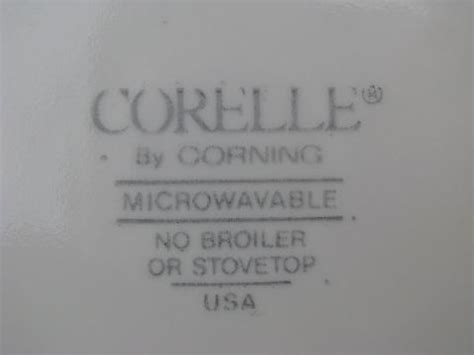 CORELLE®
By CORNING
MICROWAVABLE
NO BROILER
OR STOVETOP
USA